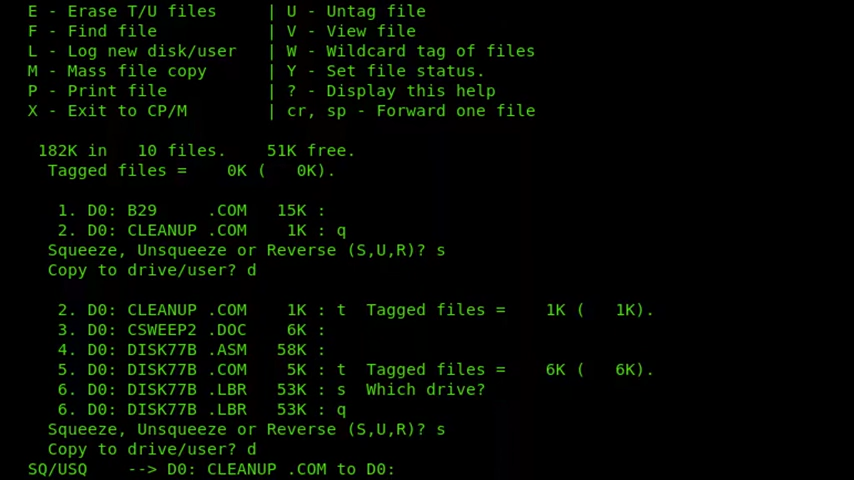 E - Erase T/U files     | U - Untag file
F - Find file           | V - View file
L - Log new disk/user   | W - Wildcard tag of files
M - Mass file copy      | Y - Set file status.
P - Print file          | ? - Display this help
X - Exit to CP/M        | cr, sp - Forward one file
182K in   10 files.    51K free.
Tagged files =    0K (   0K).
1. D0: B29     .COM   15K :
2. D0: CLEANUP .COM    1K : q
Squeeze, Unsqueeze or Reverse (S,U,R)? s
Copy to drive/user? d
2. D0: CLEANUP .COM    1K : t  Tagged files =    1K (   1K).
3. D0: CSWEEP2 .DOC    6K :
4. D0: DISK77B .ASM   58K :
5. D0: DISK77B .COM    5K : t  Tagged files =    6K (   6K).
6. D0: DISK77B .LBR   53K : s  Which drive?
6. D0: DISK77B .LBR   53K : q
Squeeze, Unsqueeze or Reverse (S,U,R)? s
Copy to drive/user? d
SQ/USQ    --> D0: CLEANUP .COM to D0: